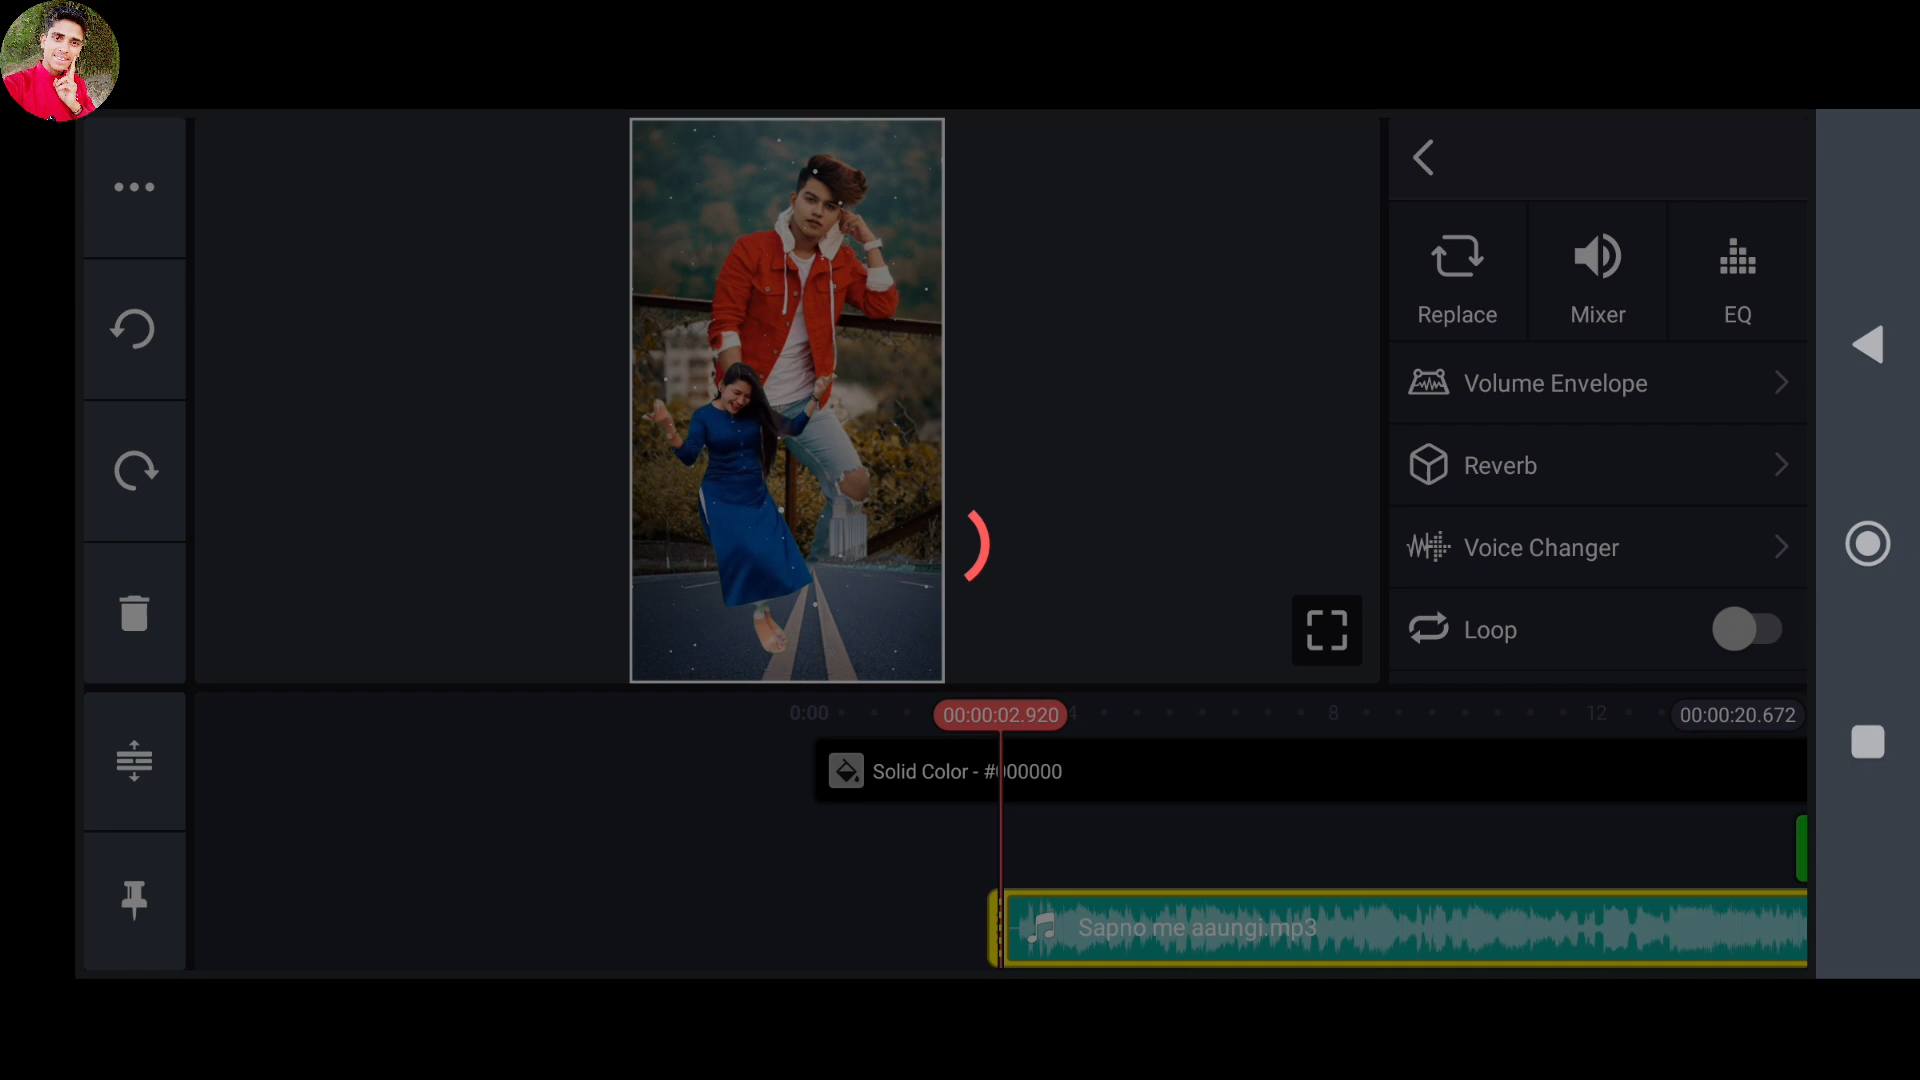 Replace
Mixer
EQ
Volume Envelope
Reverb
Voice Changer
Loop
0:00
00:00:02.920
4
8
12
00:00:20.672
Solid Color - #000000
Sapno me aaungi.mp3